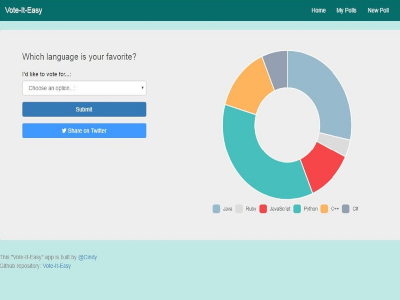 Vote-It-Easy
Home My Polls New Poll
Which language is your favorite?
I'd like to vote for...:
Choose an option...:
Submit
Share on Twitter
Java Ruby JavaScript Python C++ C#
This "Vote-It-Easy" app is built by @Cindy
Github repository: Vote-It-Easy